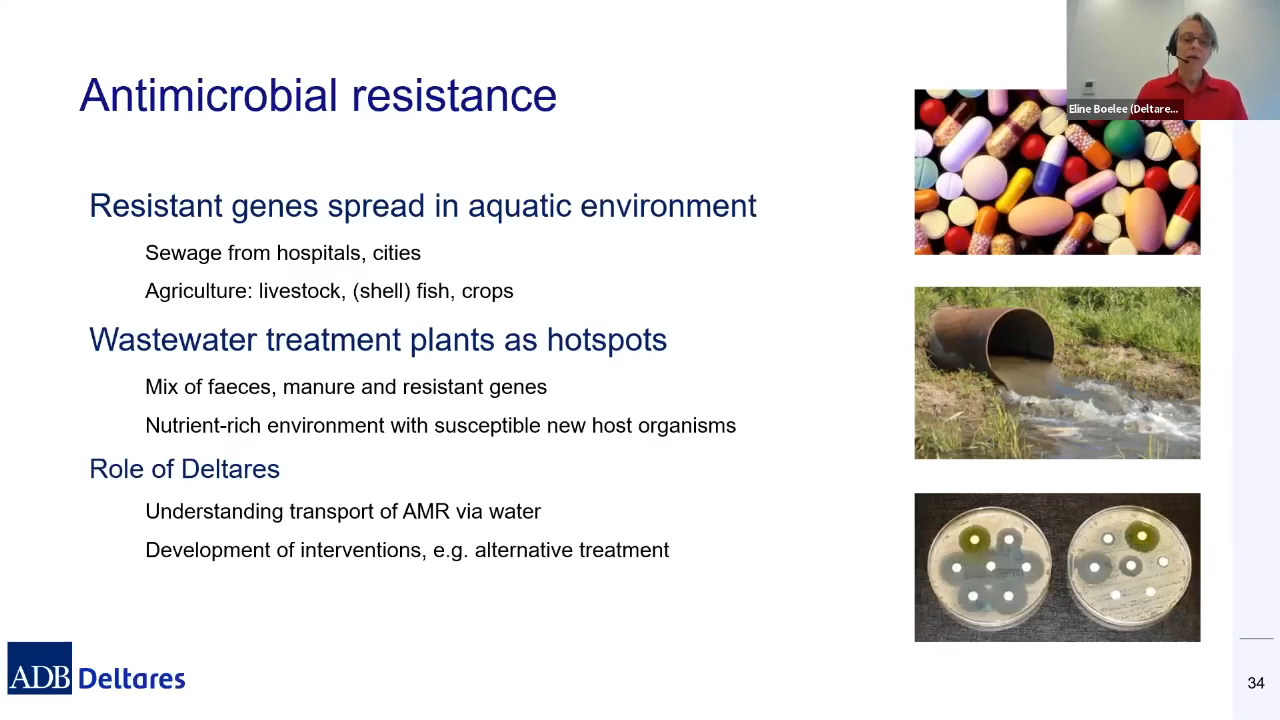 Antimicrobial resistance
Eline Boelee (Deltare...
Resistant genes spread in aquatic environment
Sewage from hospitals, cities
Agriculture: livestock, (shell) fish, crops
Wastewater treatment plants as hotspots
Mix of faeces, manure and resistant genes
Nutrient-rich environment with susceptible new host organisms
Role of Deltares
Understanding transport of AMR via water
Development of interventions, e.g. alternative treatment
ADB Deltares
34